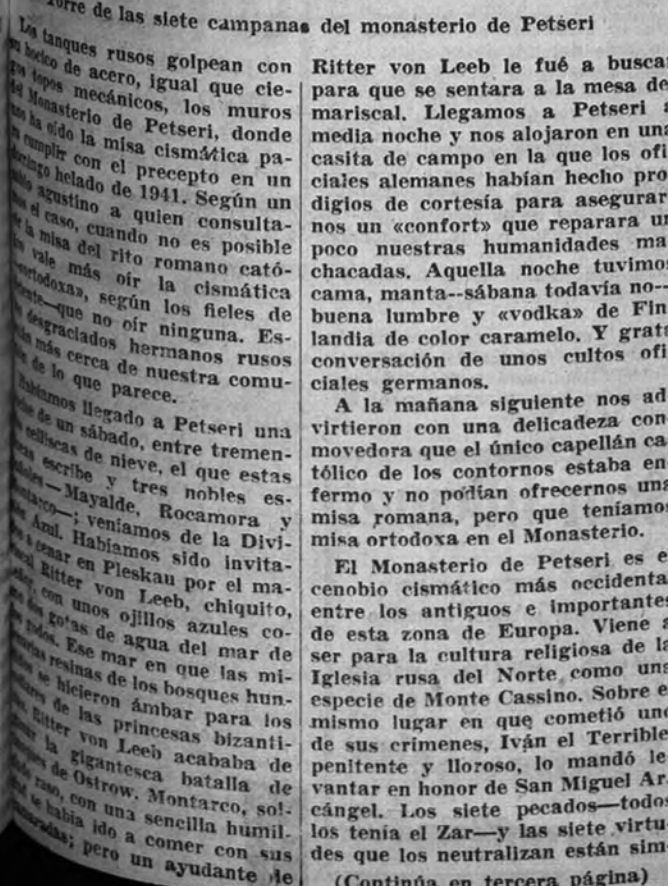 Torre de las siete campanas del monasterio de Petseri
Los tanques rusos golpean con
su hocico de acero, igual que cie-
gos topos mecánicos, los muros
del Monasterio de Petseri, donde
uno ha oído la misa cismática pa-
cumplir con el precepto en un
domingo helado de 1941. Según un
agustino a quien consulta-
el caso, cuando no es posible
la misa del rito romano cató-
vale más oír la cismática
«ortodoxa», según los fieles de
—que no oír ninguna. Es-
desgraciados hermanos rusos
más cerca de nuestra comu-
de lo que parece.
Habíamos llegado a Petseri una
noche de un sábado, entre tremen-
celliscas de nieve, el que estas
escribe y tres nobles es-
—Mayalde, Rocamora y
Montarco—; veníamos de la Divi-
Azul. Habíamos sido invita-
a cenar en Pleskau por el ma-
Ritter von Leeb, chiquito,
con unos ojillos azules co-
dos gotas de agua del mar de
Ese mar en que las mi-
resinas de los bosques hun-
se hicieron ámbar para los
de las princesas bizanti-
Ritter von Leeb acababa de
la gigantesca batalla de
de Ostrow. Montarco, sol-
raso, con una sencilla humil-
se había ido a comer con sus
camaradas; pero un ayudante de
Ritter von Leeb le fué a buscar
para que se sentara a la mesa de
mariscal. Llegamos a Petseri a
media noche y nos alojaron en una
casita de campo en la que los ofi
ciales alemanes habían hecho pro
digios de cortesía para asegurar
nos un «confort» que reparara un
poco nuestras humanidades ma
chacadas. Aquella noche tuvimos
cama, manta--sábana todavía no--
buena lumbre y «vodka» de Fin
landia de color caramelo. Y grata
conversación de unos cultos ofi
ciales germanos.
A la mañana siguiente nos ad
virtieron con una delicadeza con
movedora que el único capellán ca
tólico de los contornos estaba en
fermo y no podían ofrecernos una
misa romana, pero que teníamos
misa ortodoxa en el Monasterio.
El Monasterio de Petseri es e
cenobio cismático más occidenta
entre los antiguos e importantes
de esta zona de Europa. Viene a
ser para la cultura religiosa de la
Iglesia rusa del Norte como una
especie de Monte Cassino. Sobre e
mismo lugar en que cometió uno
de sus crimenes, Iván el Terrible
penitente y lloroso, lo mandó le
vantar en honor de San Miguel Ar
cángel. Los siete pecados—todos
los tenía el Zar—y las siete virtu
des que los neutralizan están sim
(Continúa en tercera página)